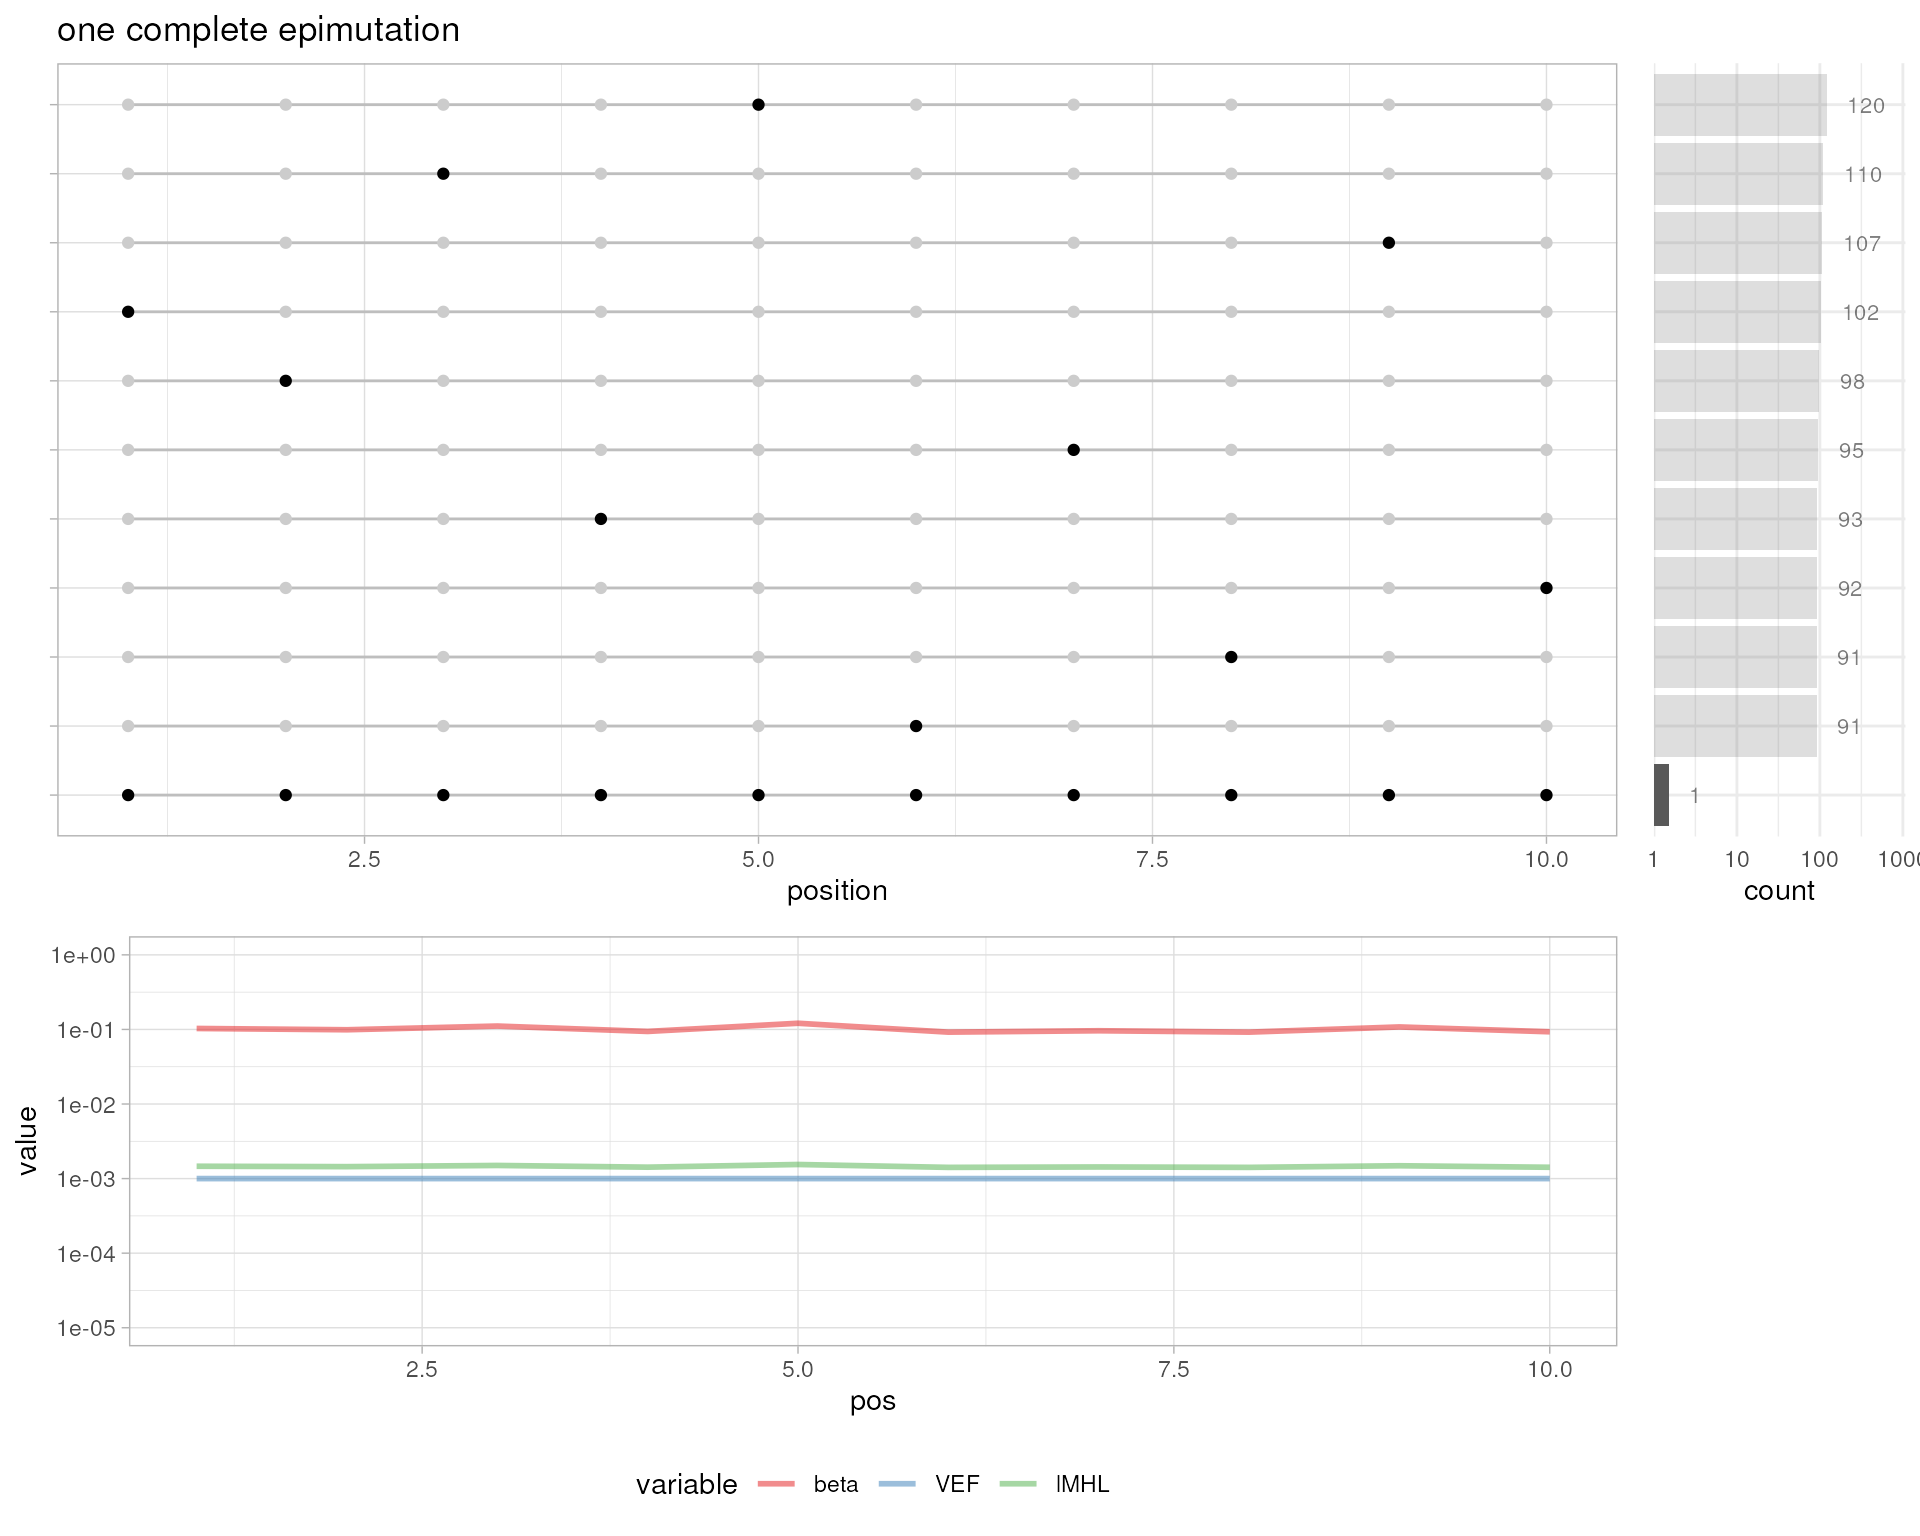 one complete epimutation
120
110
107
102
98
95
93
92
91
91
1
2.5 5.0 7.5 10.0
position
1 10 100 1000
count
1e+00
1e-01
1e-02
1e-03
1e-04
1e-05
value
2.5 5.0 7.5 10.0
pos
variable beta VEF lMHL